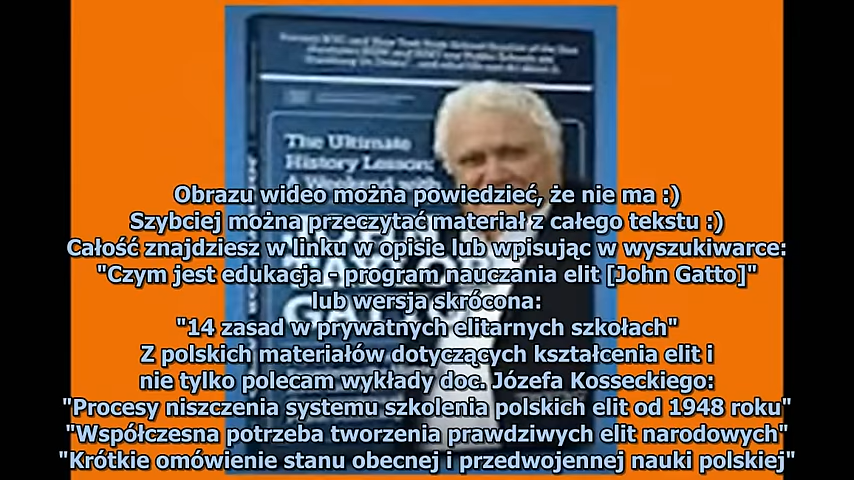 The Ultimate
History Lesson:
A Weekend with
Obrazu wideo można powiedzieć, że nie ma :)
Szybciej można przeczytać materiał z całego tekstu :)
Całość znajdziesz w linku w opisie lub wpisując w wyszukiwarce:
"Czym jest edukacja - program nauczania elit [John Gatto]"
lub wersja skrócona:
"14 zasad w prywatnych elitarnych szkołach"
Z polskich materiałów dotyczących kształcenia elit i
nie tylko polecam wykłady doc. Józefa Kosseckiego:
"Procesy niszczenia systemu szkolenia polskich elit od 1948 roku"
"Współczesna potrzeba tworzenia prawdziwych elit narodowych"
"Krótkie omówienie stanu obecnej i przedwojennej nauki polskiej"